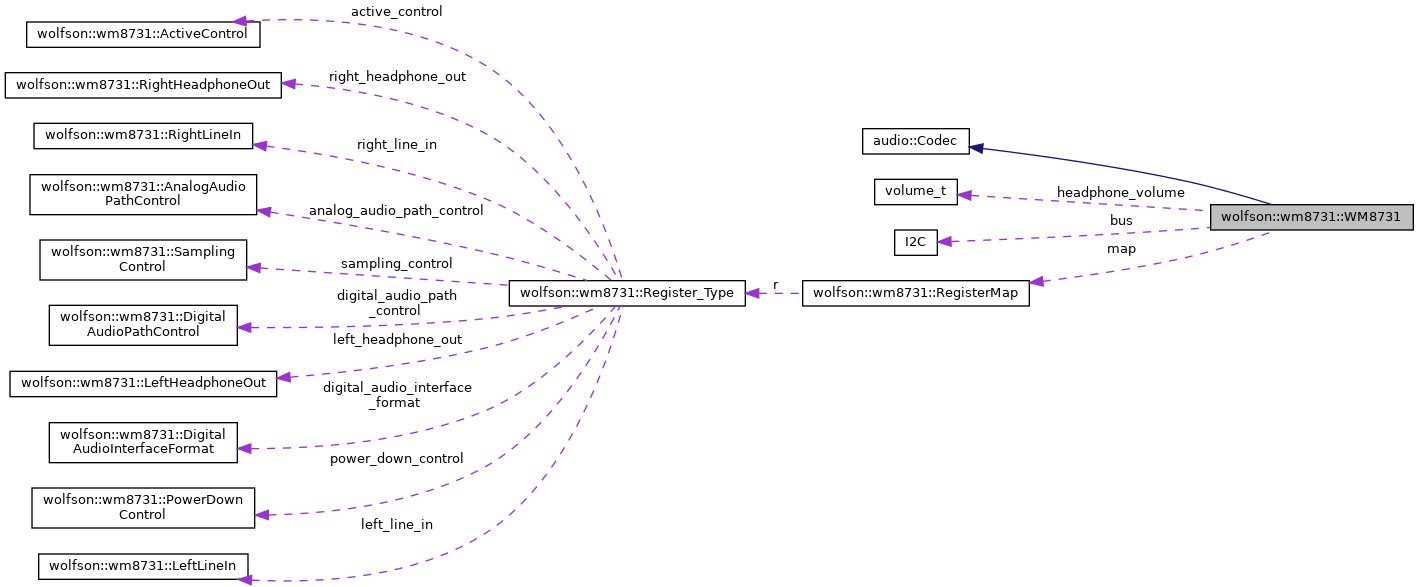 active_control
wolfson::wm8731::ActiveControl
right_headphone_out
wolfson::wm8731::RightHeadphoneOut
right_line_in
wolfson::wm8731::RightLineIn
audio::Codec
wolfson::wm8731::AnalogAudio
PathControl
analog_audio_path_control
volume_t
headphone_volume
wolfson::wm8731::WM8731
bus
I2C
map
wolfson::wm8731::Sampling
Control
sampling_control
wolfson::wm8731::Register_Type
r
wolfson::wm8731::RegisterMap
digital_audio_path
_control
wolfson::wm8731::Digital
AudioPathControl
left_headphone_out
wolfson::wm8731::LeftHeadphoneOut
digital_audio_interface
_format
wolfson::wm8731::Digital
AudioInterfaceFormat
power_down_control
wolfson::wm8731::PowerDown
Control
left_line_in
wolfson::wm8731::LeftLineIn